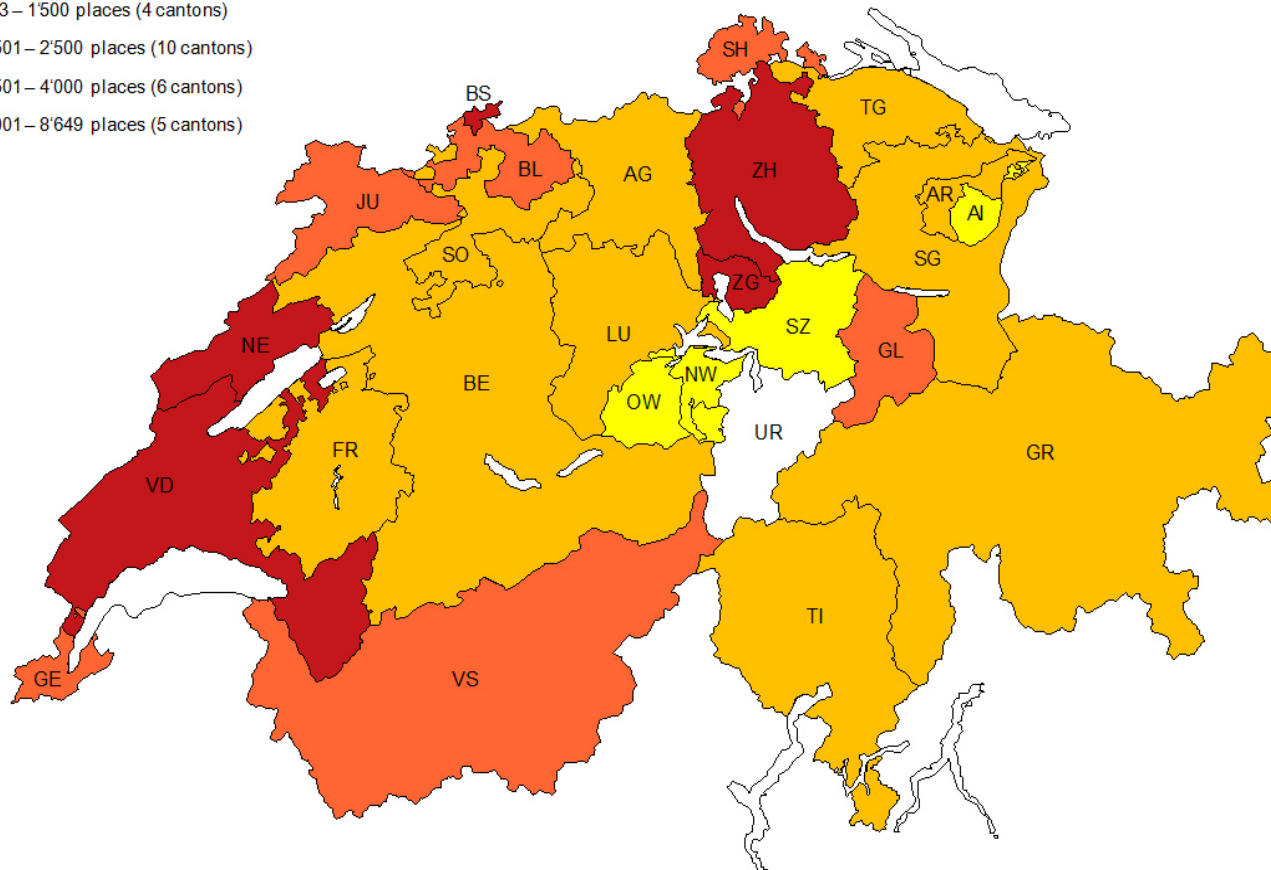 3 – 1'500 places (4 cantons)
501 – 2'500 places (10 cantons)
501 – 4'000 places (6 cantons)
001 – 8'649 places (5 cantons)
SH
BS
TG
BL
AG
ZH
JU
AR
AI
SO
SG
ZG
SZ
LU
NE
GL
NW
BE
OW
UR
FR
GR
VD
TI
GE
VS